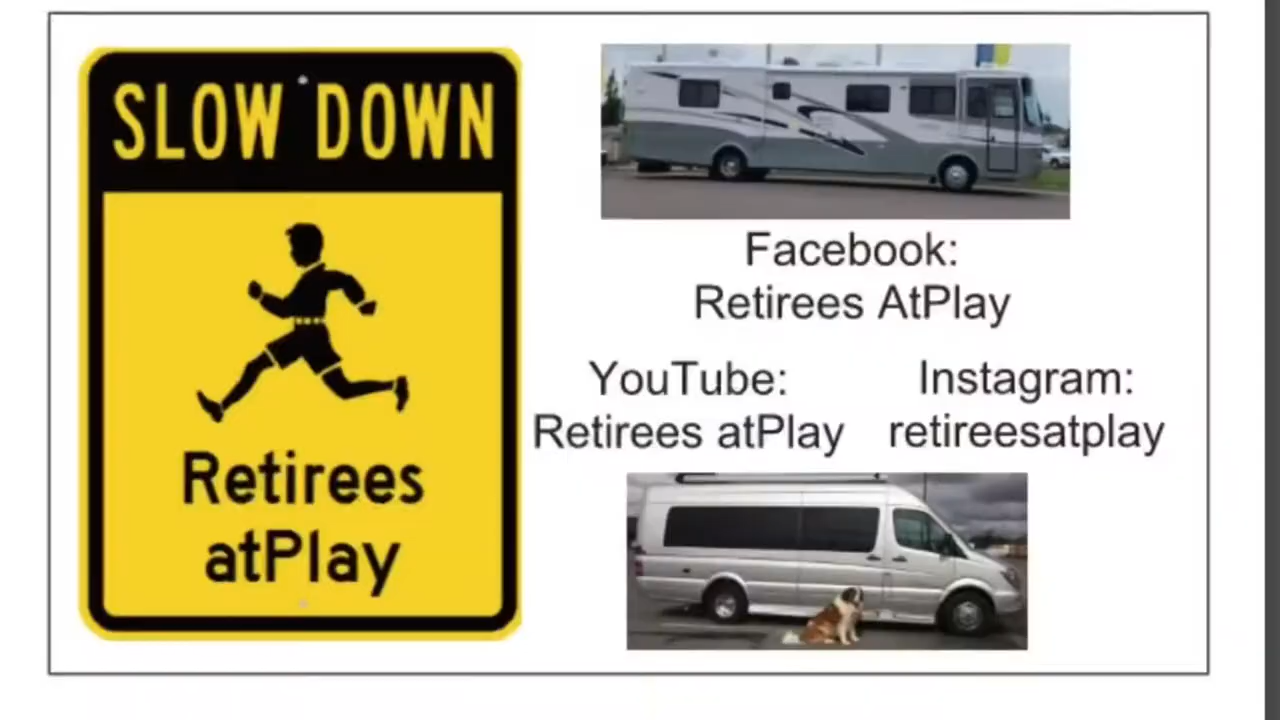 SLOW DOWN
Retirees
atPlay
Facebook:
Retirees AtPlay
YouTube:
Retirees atPlay
Instagram:
retireesatplay